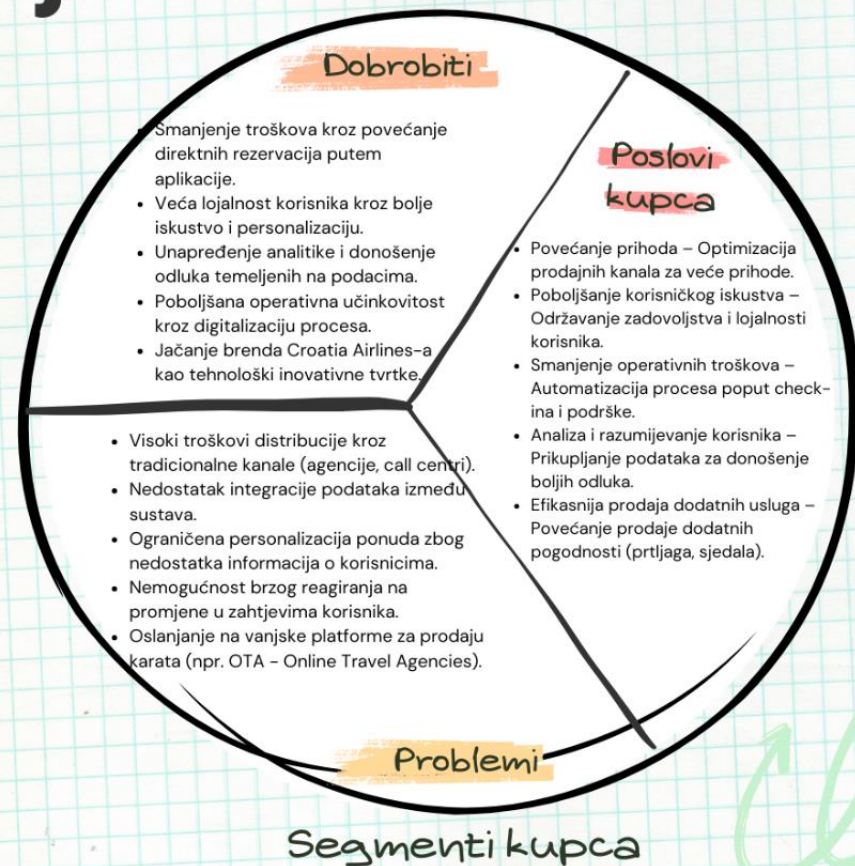 Dobrobiti
• Smanjenje troškova kroz povećanje
direktnih rezervacija putem
aplikacije.
• Veća lojalnost korisnika kroz bolje
iskustvo i personalizaciju.
• Unapređenje analitike i donošenje
odluka temeljenih na podacima.
• Poboljšana operativna učinkovitost
kroz digitalizaciju procesa.
• Jačanje brenda Croatia Airlines-a
kao tehnološki inovativne tvrtke.
Poslovi
kupca
• Povećanje prihoda – Optimizacija
prodajnih kanala za veće prihode.
• Poboljšanje korisničkog iskustva –
Održavanje zadovoljstva i lojalnosti
korisnika.
• Smanjenje operativnih troškova –
Automatizacija procesa poput check-
ina i podrške.
• Analiza i razumijevanje korisnika –
Prikupljanje podataka za donošenje
boljih odluka.
• Efikasnija prodaja dodatnih usluga –
Povećanje prodaje dodatnih
pogodnosti (prtljaga, sjedala).
• Visoki troškovi distribucije kroz
tradicionalne kanale (agencije, call centri).
• Nedostatak integracije podataka između
sustava.
• Ograničena personalizacija ponuda zbog
nedostatka informacija o korisnicima.
• Nemogućnost brzog reagiranja na
promjene u zahtjevima korisnika.
• Oslanjanje na vanjske platforme za prodaju
karata (npr. OTA - Online Travel Agencies).
Problemi
Segmenti kupca